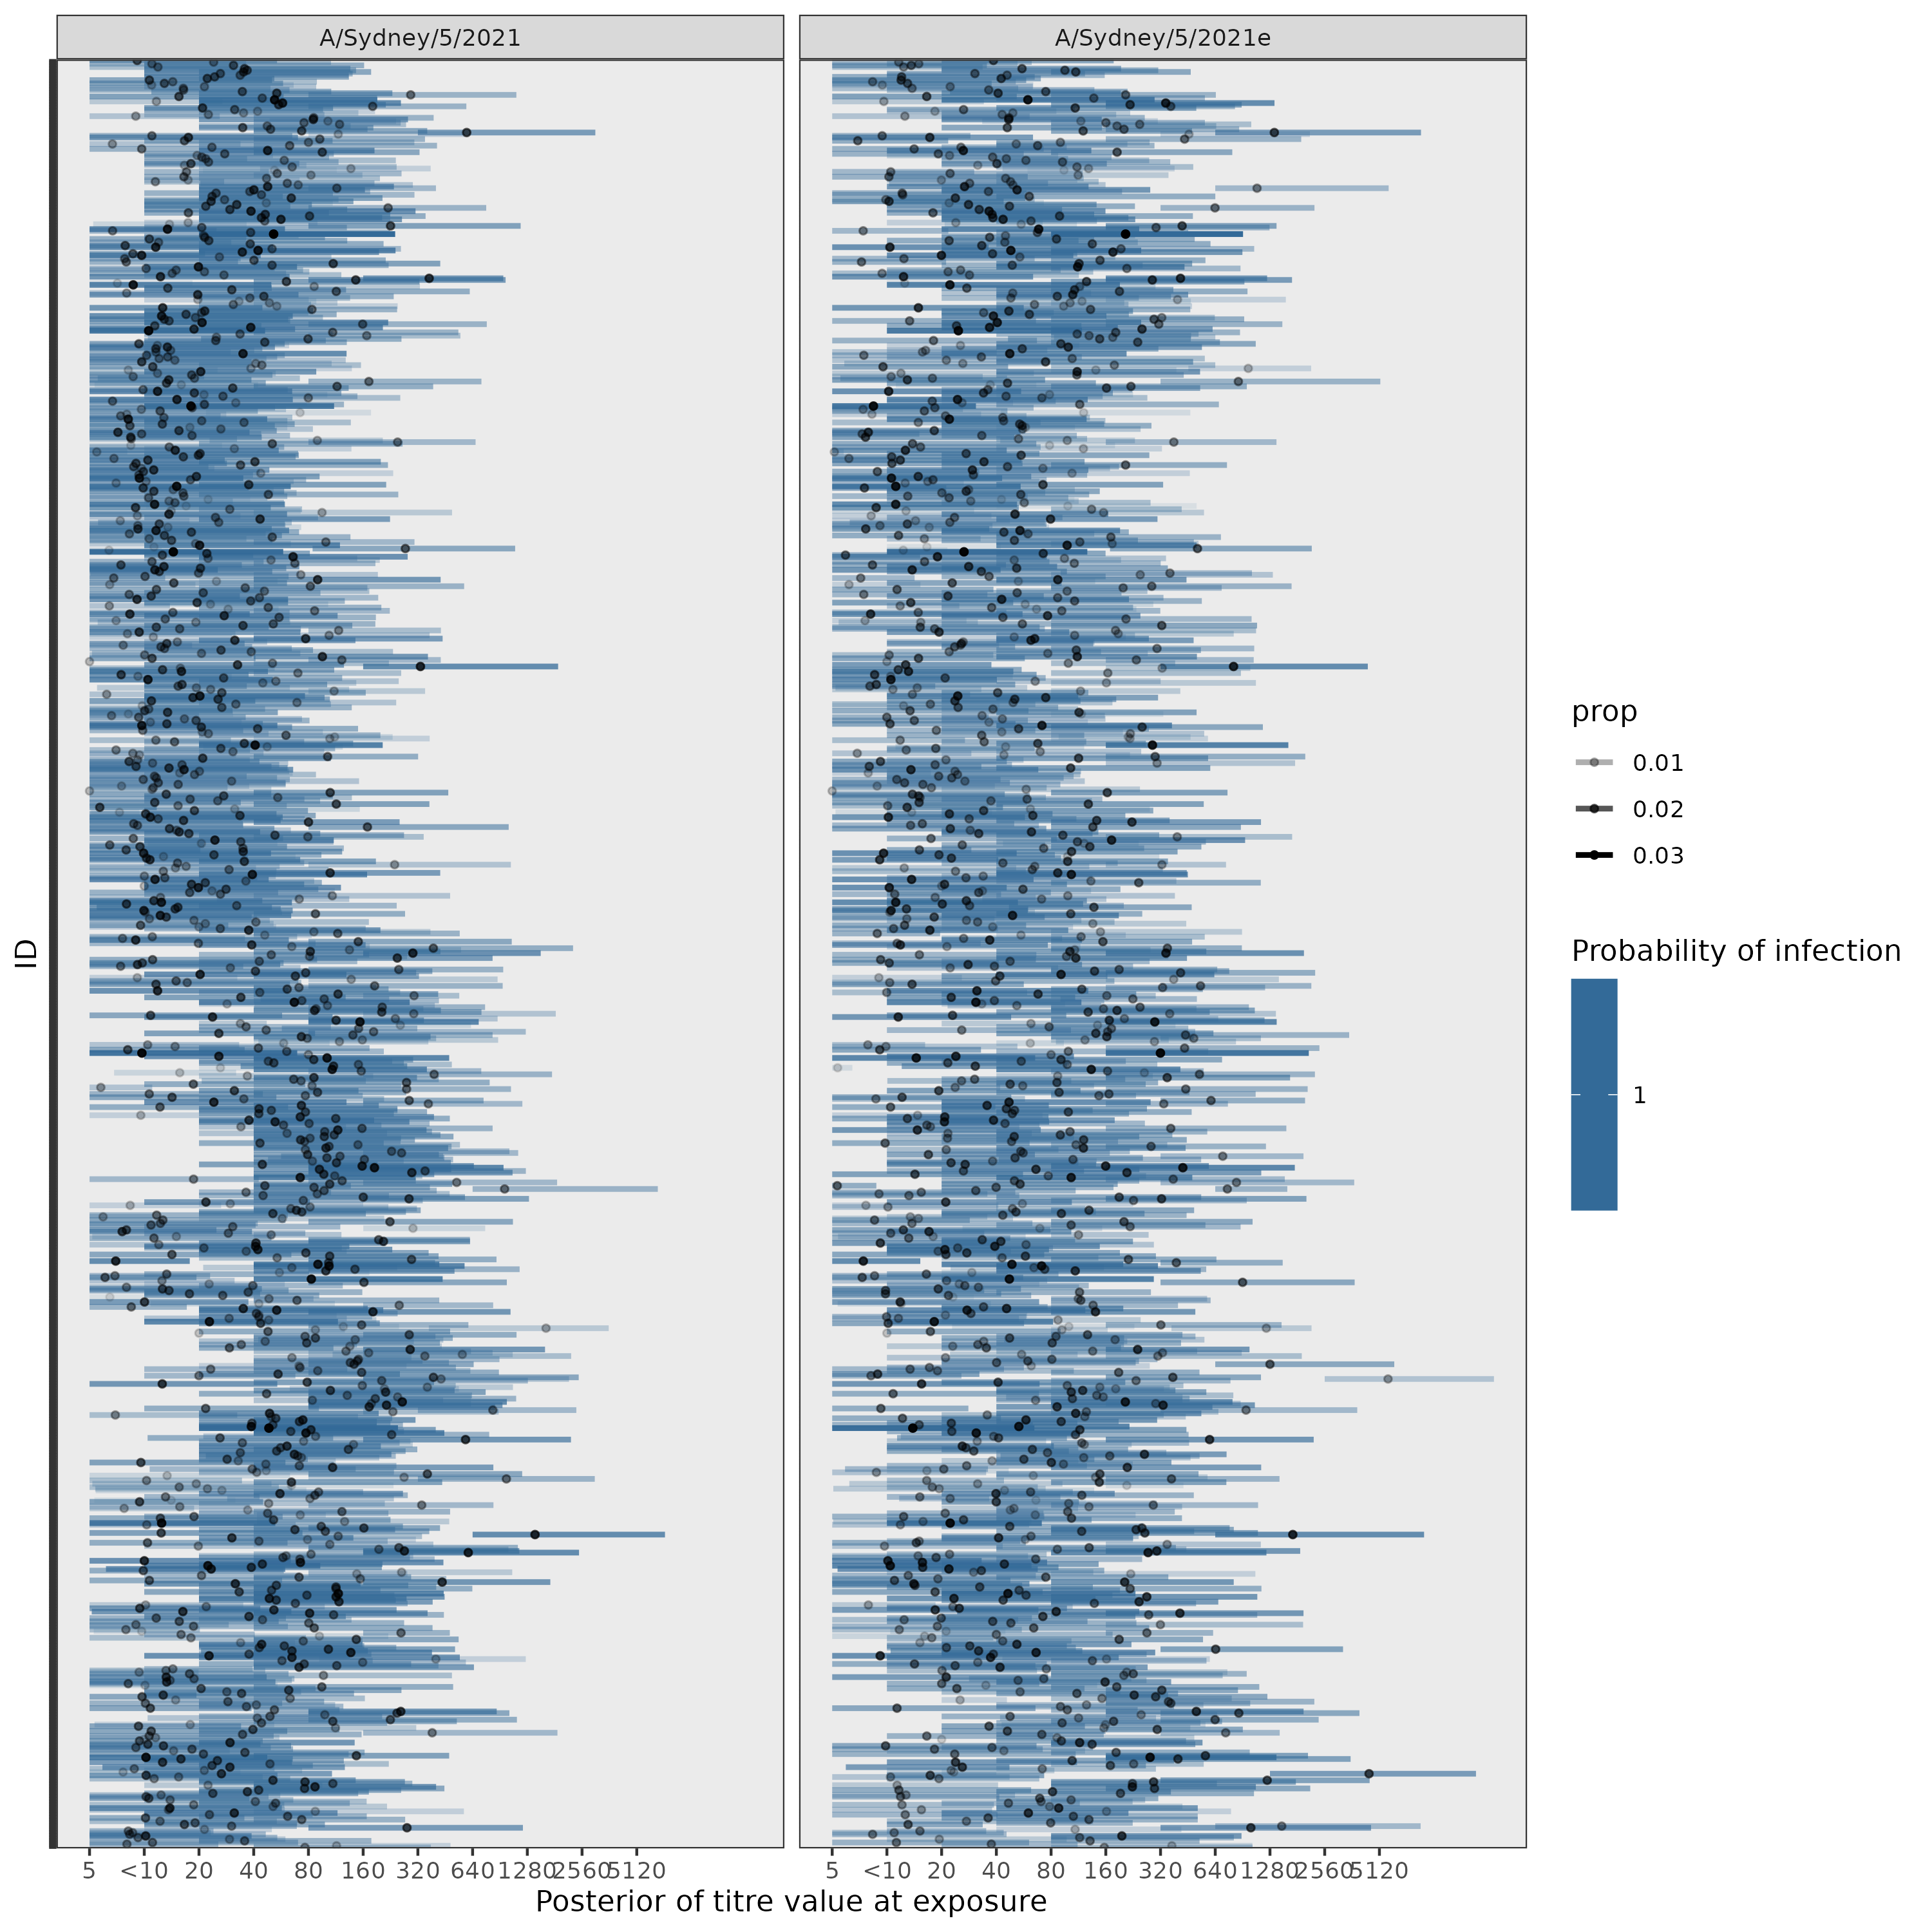 A/Sydney/5/2021
A/Sydney/5/2021e
ID
prop
0.01
0.02
0.03
Probability of infection
1
5 <10 20 40 80 160 320 640 1280 2560 5120
5 <10 20 40 80 160 320 640 1280 2560 5120
Posterior of titre value at exposure